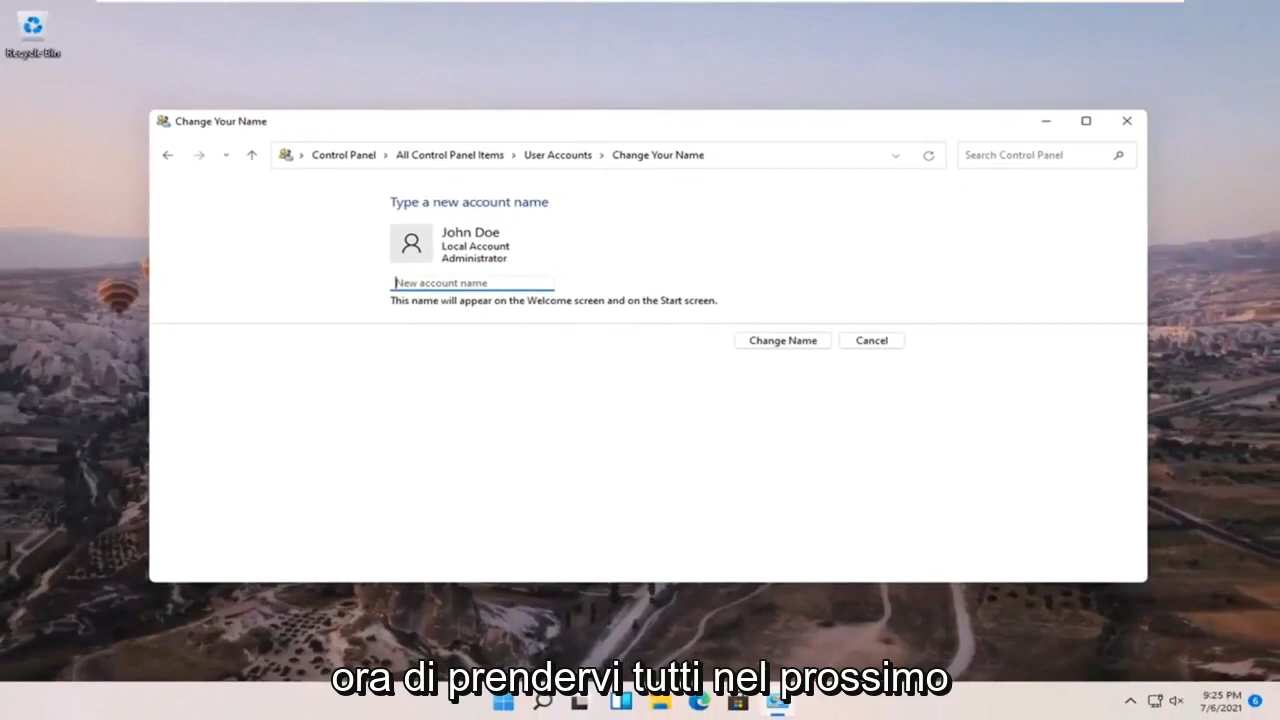 Recycle Bin
Change Your Name
Control Panel > All Control Panel Items > User Accounts > Change Your Name
Search Control Panel
Type a new account name
John Doe
Local Account
Administrator
New account name
This name will appear on the Welcome screen and on the Start screen.
Change Name
Cancel
ora di prendervi tutti nel prossimo
9:25 PM
7/6/2021
6